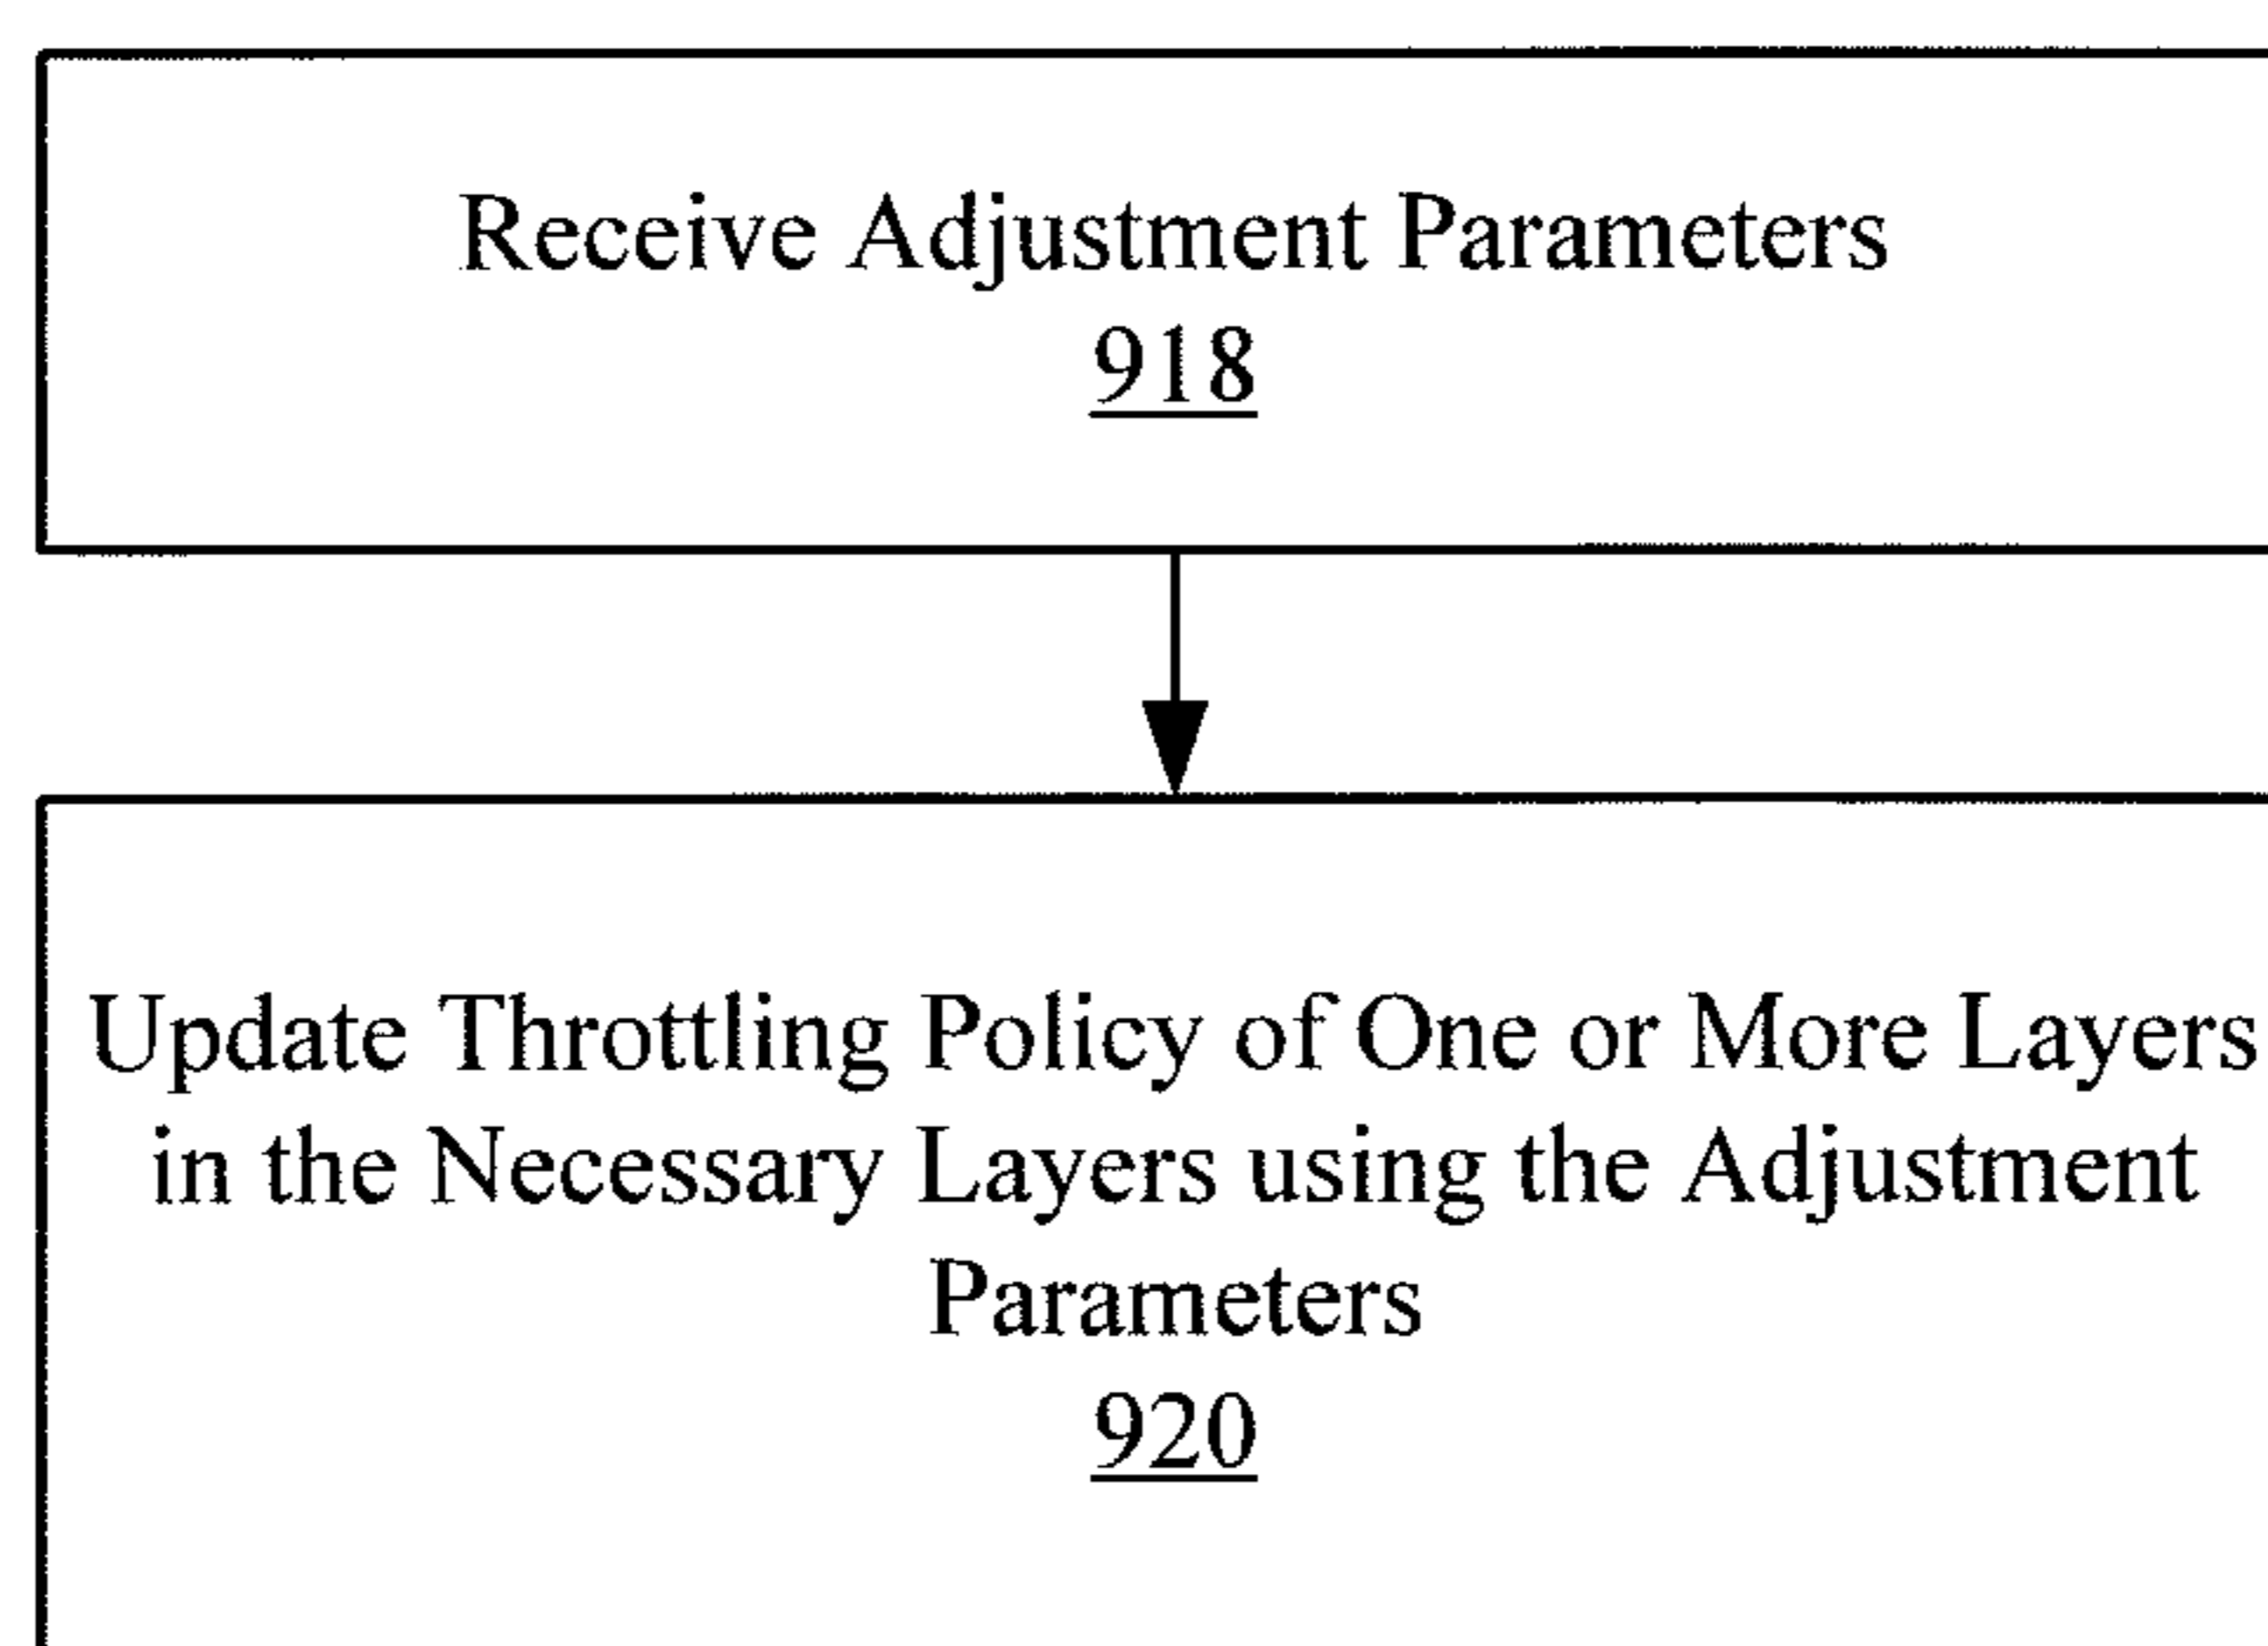 Receive Adjustment Parameters
918
Update Throttling Policy of One or More Layers
in the Necessary Layers using the Adjustment
Parameters
920